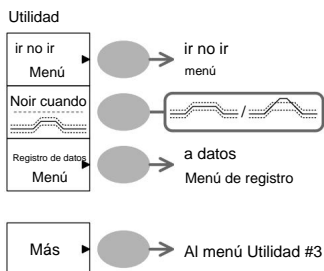 Utilidad
ir no ir
Menú
ir no ir
menú
Noir cuando
/
Registro de datos
Menú
a datos
Menú de registro
Más
Al menú Utilidad #3